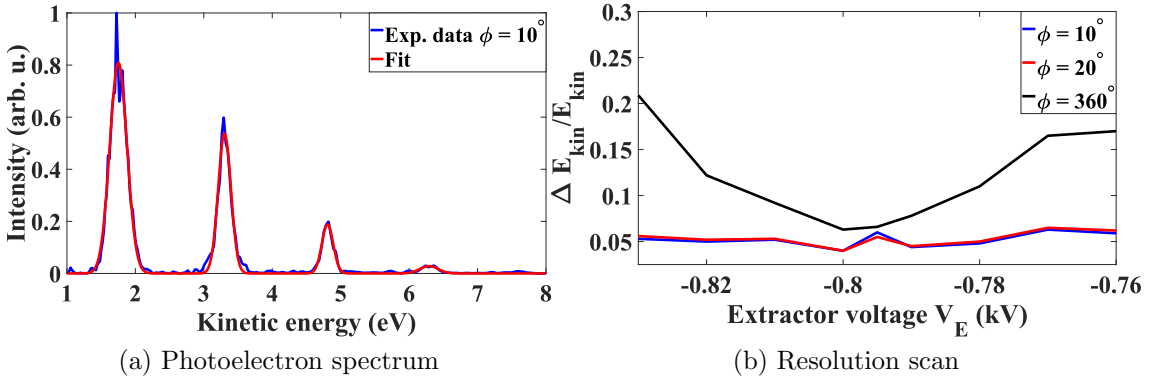 1
0.8
0.6
0.4
0.2
0
1 2 3 4 5 6 7 8
Intensity (arb. u.)
Kinetic energy (eV)
Exp. data ϕ = 10°
Fit
(a) Photoelectron spectrum
0.3
0.25
0.2
0.15
0.1
0.05
-0.82 -0.8 -0.78 -0.76
Δ E_kin/E_kin
Extractor voltage V_E (kV)
ϕ = 10°
ϕ = 20°
ϕ = 360°
(b) Resolution scan